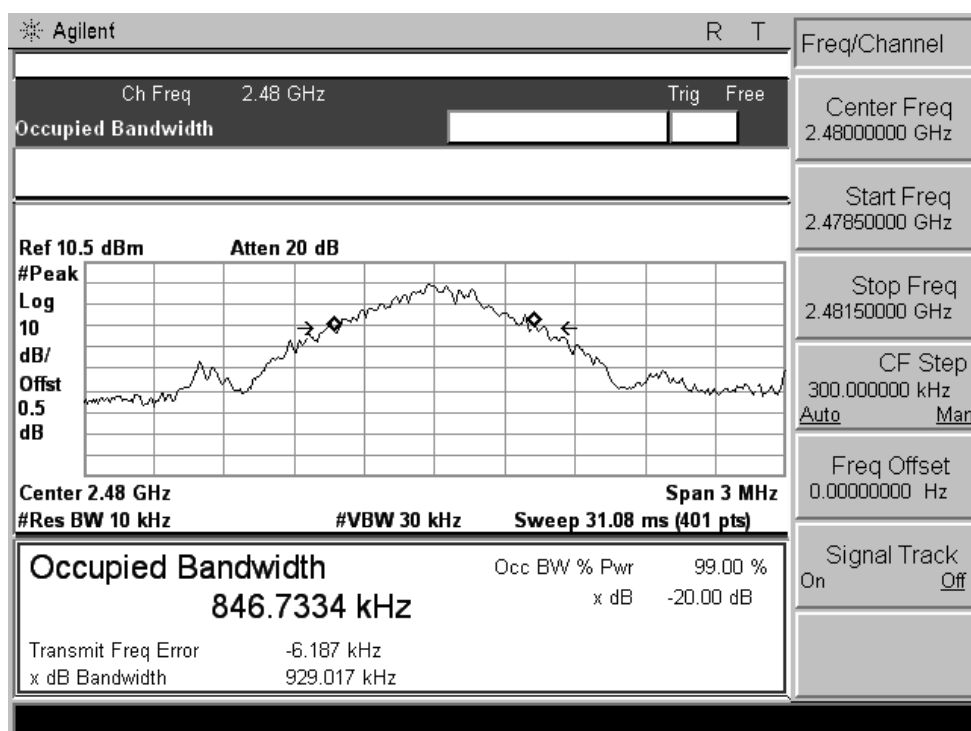 Agilent R T
Ch Freq 2.48 GHz Trig Free
Occupied Bandwidth
Ref 10.5 dBm Atten 20 dB
#Peak
Log
10
dB/
Offst
0.5
dB
Center 2.48 GHz Span 3 MHz
#Res BW 10 kHz #VBW 30 kHz Sweep 31.08 ms (401 pts)
Occupied Bandwidth
846.7334 kHz
Occ BW % Pwr 99.00 %
x dB -20.00 dB
Transmit Freq Error -6.187 kHz
x dB Bandwidth 929.017 kHz
Freq/Channel
Center Freq
2.48000000 GHz
Start Freq
2.47850000 GHz
Stop Freq
2.48150000 GHz
CF Step
300.000000 kHz
Auto Man
Freq Offset
0.00000000 Hz
Signal Track
On Off